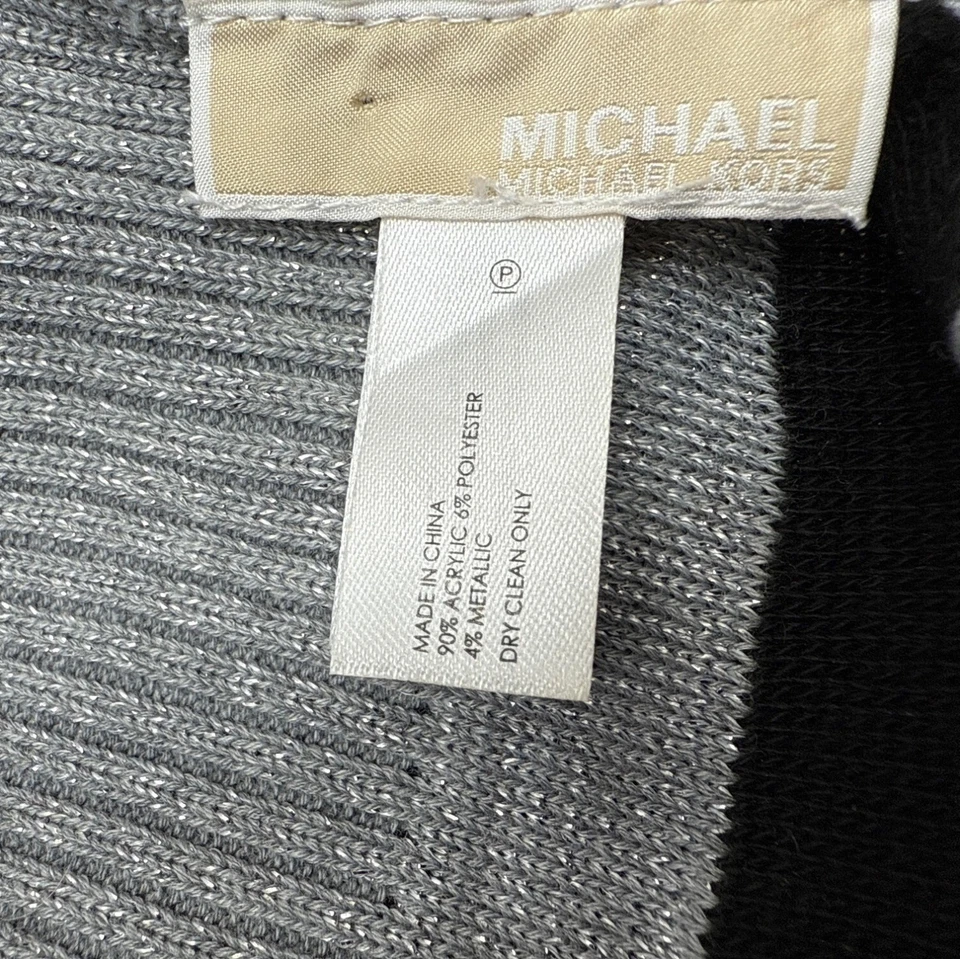 MICHAEL
MICHAEL KORS
P
MADE IN CHINA
90% ACRYLIC 6% POLYESTER
4% METALLIC
DRY CLEAN ONLY